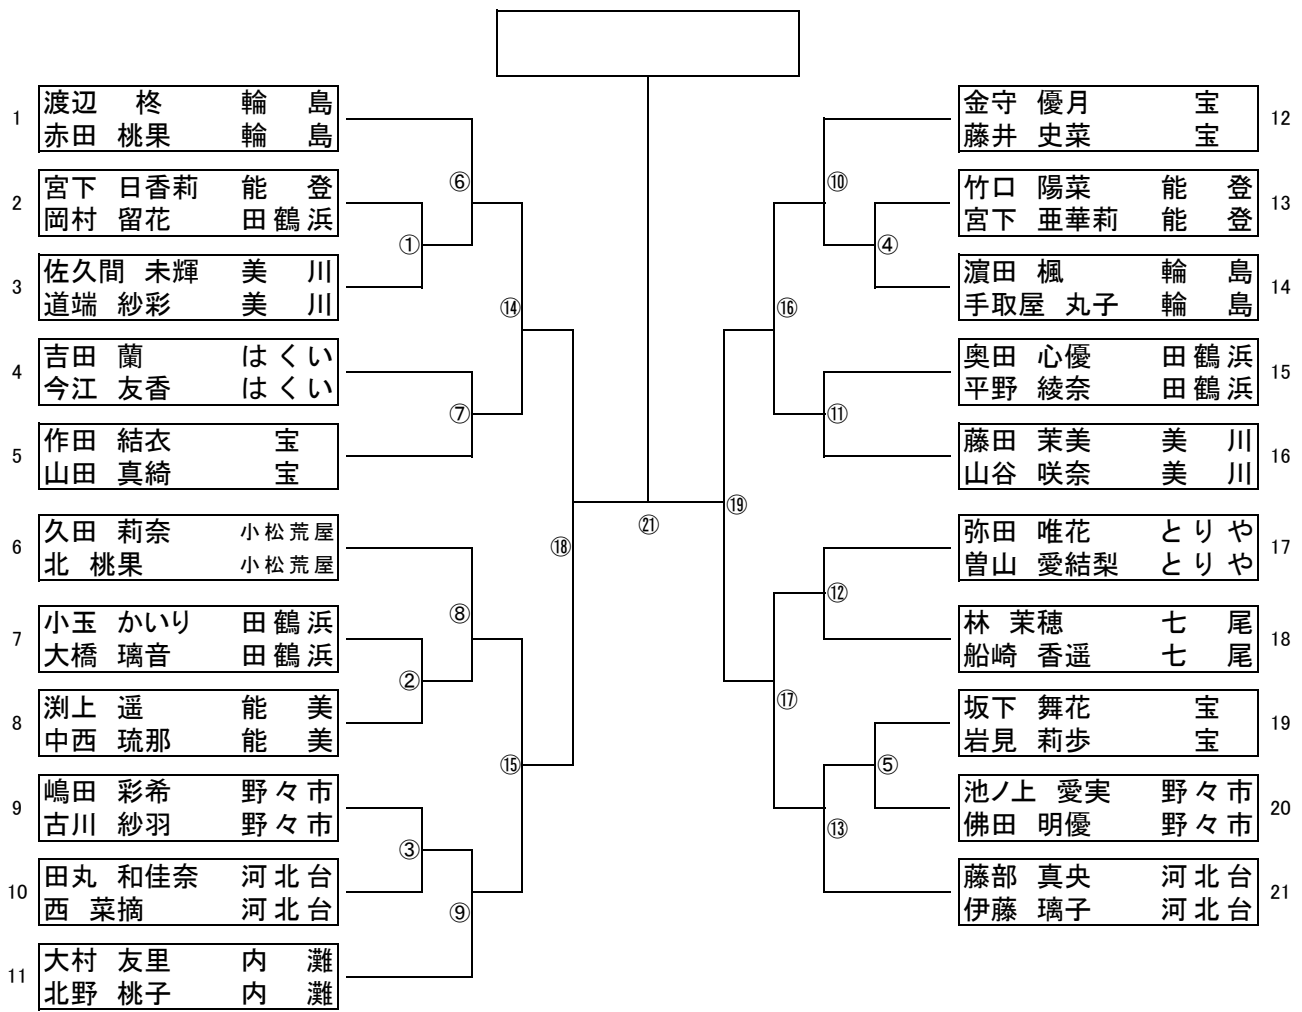 1
渡辺 柊 輪島
赤田 桃果 輪島
2
宮下 日香莉 能登
岡村 留花 田鶴浜
3
佐久間 未輝 美川
道端 紗彩 美川
4
吉田 蘭 はくい
今江 友香 はくい
5
作田 結衣 宝
山田 真綺 宝
6
久田 莉奈 小松荒屋
北 桃果 小松荒屋
7
小玉 かいり 田鶴浜
大橋 璃音 田鶴浜
8
渕上 遥 能美
中西 琉那 能美
9
嶋田 彩希 野々市
古川 紗羽 野々市
10
田丸 和佳奈 河北台
西 菜摘 河北台
11
大村 友里 内灘
北野 桃子 内灘
⑥
①
⑭
⑦
⑱
⑧
②
⑮
③
⑨
㉑
⑩
④
⑯
⑪
⑲
⑫
⑰
⑤
⑬
金守 優月 宝
藤井 史菜 宝
12
竹口 陽菜 能登
宮下 亜華莉 能登
13
濵田 楓 輪島
手取屋 丸子 輪島
14
奥田 心優 田鶴浜
平野 綾奈 田鶴浜
15
藤田 茉美 美川
山谷 咲奈 美川
16
弥田 唯花 とりや
曽山 愛結梨 とりや
17
林 茉穂 七尾
船崎 香遥 七尾
18
坂下 舞花 宝
岩見 莉歩 宝
19
池ノ上 愛実 野々市
佛田 明優 野々市
20
藤部 真央 河北台
伊藤 璃子 河北台
21